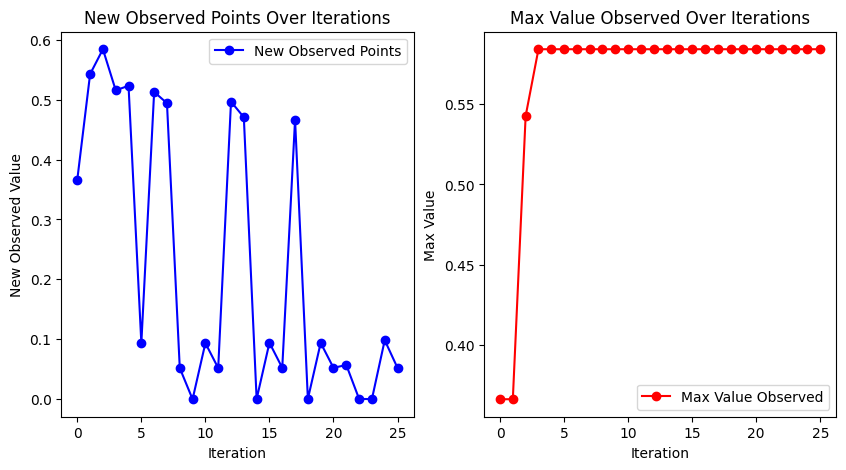 New Observed Points Over Iterations
New Observed Points
New Observed Value
0.6
0.5
0.4
0.3
0.2
0.1
0.0
0 5 10 15 20 25
Iteration
Max Value Observed Over Iterations
Max Value
0.55
0.50
0.45
0.40
Max Value Observed
0 5 10 15 20 25
Iteration